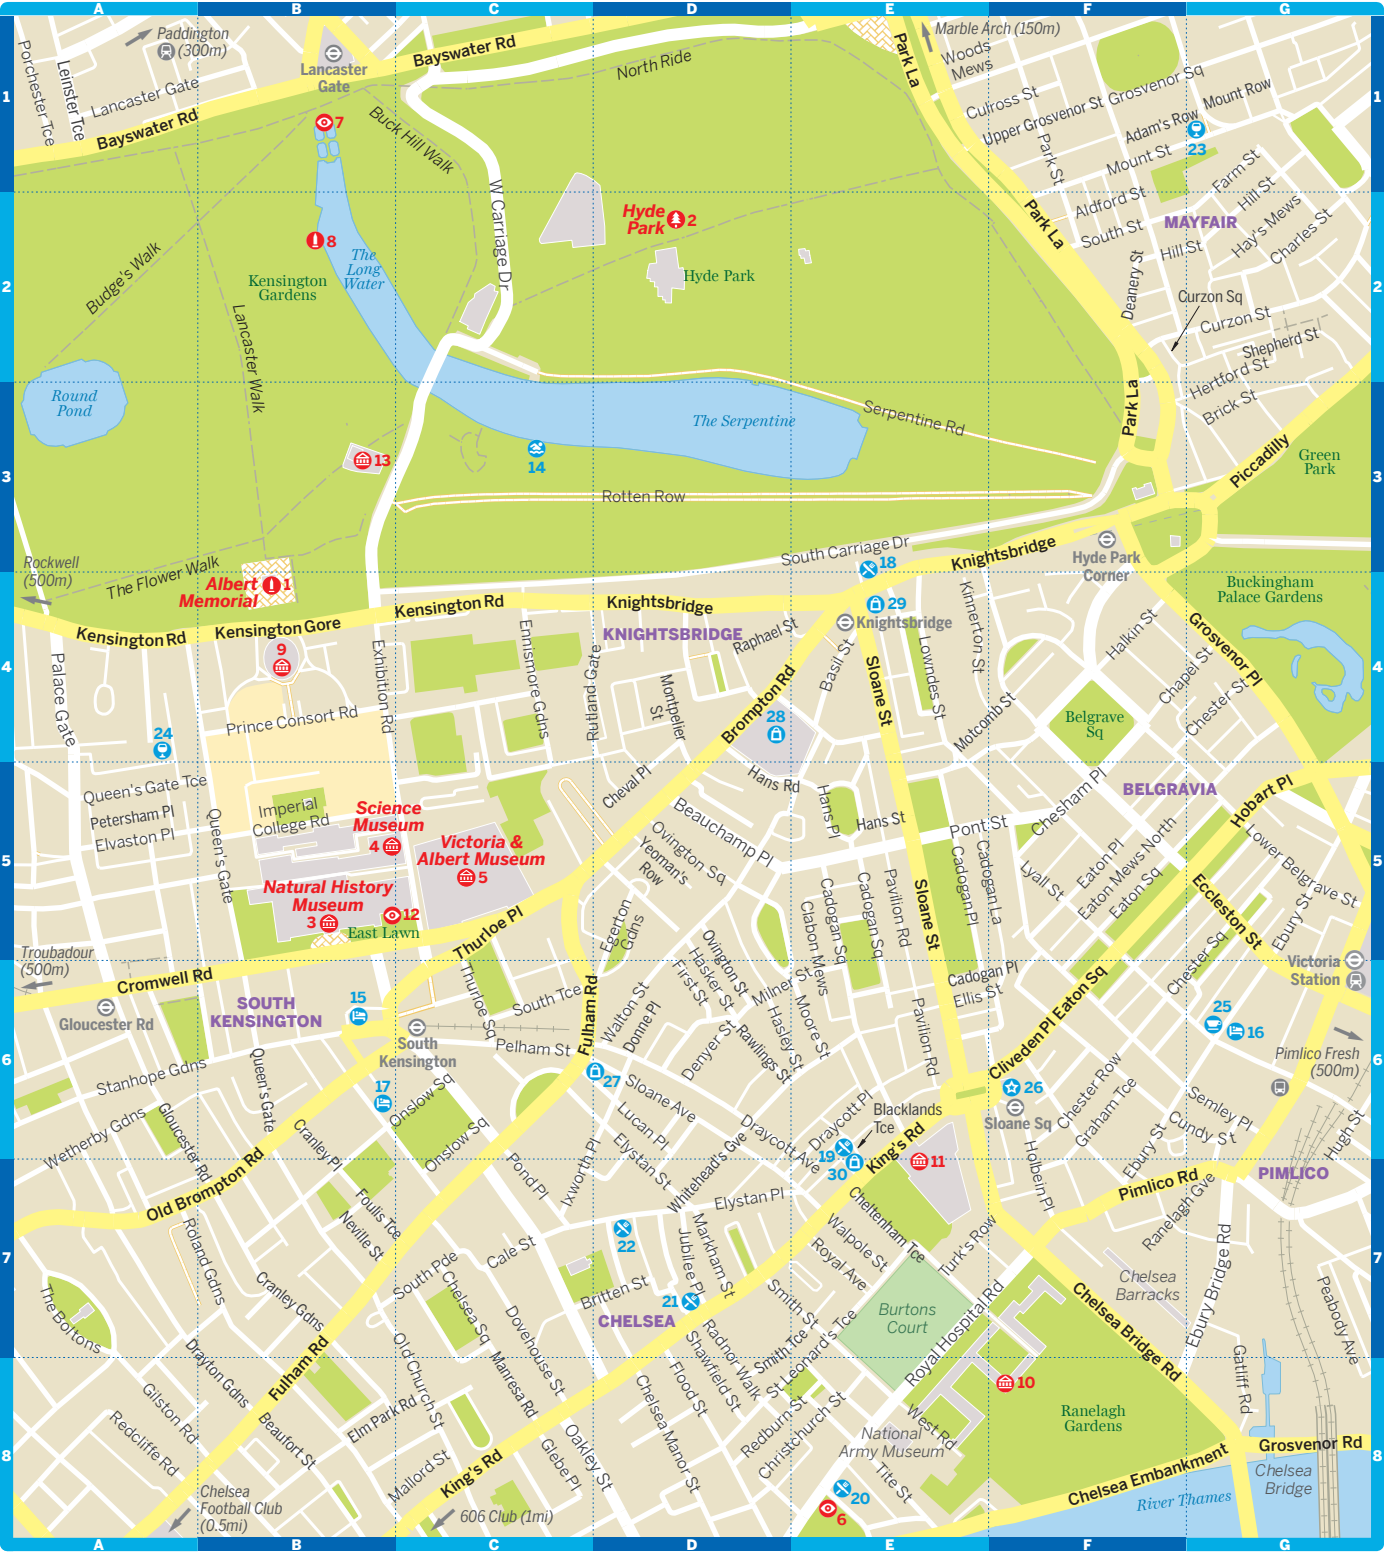 A B C D E F G
1
2
3
4
5
6
7
8
1
2
3
4
5
6
7
8
A B C D E F G
Paddington
(300m)
Porchester Tce
Leinster Tce
Lancaster Gate
Bayswater Rd
Lancaster
Gate
Bayswater Rd
North Ride
Park La
Marble Arch (150m)
Woods
Mews
Culross St
Upper Grosvenor St
Grosvenor Sq
Adam's Row
Mount Row
23
Park St
Mount St
Farm St
Hill St
Hay's Mews
Charles St
7
Buck Hill Walk
W Carriage Dr
Aldford St
South St
MAYFAIR
Hill St
Park La
Deanery St
Hyde
Park
2
Hyde Park
8
The
Long
Water
Kensington
Gardens
Budge's Walk
Lancaster Walk
Curzon Sq
Curzon St
Shepherd St
Hertford St
Brick St
Park La
Piccadilly
Green
Park
Round
Pond
The Serpentine
Serpentine Rd
13
14
Rotten Row
South Carriage Dr
18
Knightsbridge
Hyde Park
Corner
Buckingham
Palace Gardens
Rockwell
(500m)
The Flower Walk
Albert
Memorial
1
Kensington Rd
Kensington Gore
Kensington Rd
Knightsbridge
29
Knightsbridge
KNIGHTSBRIDGE
Raphael St
Kinnerton St
Lowndes St
Halkin St
Grosvenor Pl
Chapel St
Chester St
9
Palace Gate
Exhibition Rd
Ennismore Gdns
Rutland Gate
Montpelier
St
Brompton Rd
Basil St
Sloane St
Motcomb St
Belgrave
Sq
Prince Consort Rd
24
28
Queen's Gate Tce
Petersham Pl
Elvaston Pl
Queen's Gate
Imperial
College Rd
Science
Museum
4
Victoria &
Albert Museum
5
Natural History
Museum
3
12
East Lawn
Cheval Pl
Hans Rd
Beauchamp Pl
Ovington Sq
Yeoman's
Row
Hans Pl
Hans St
Pont St
Chesham Pl
BELGRAVIA
Hobart Pl
Lower Belgrave St
Eaton Pl
Eaton Mews North
Eaton Sq
Lyall St
Cadogan Pl
Cadogan La
Pavilion Rd
Cadogan Sq
Cadogan Sq
Clabon Mews
Sloane St
Eccleston St
Ebury St
Victoria
Station
Chester Sq
Thurloe Pl
Egerton
Gdns
Troubadour
(500m)
Cromwell Rd
Gloucester Rd
SOUTH
KENSINGTON
15
South
Kensington
Thurloe Sq
South Tce
Pelham St
Fulham Rd
Walton St
Donne Pl
First St
Hasker St
Ovington St
Milner St
Denyer St
Rawlings St
Hasley St
Moore St
Cadogan Pl
Ellis St
Pavilion Rd
Cliveden Pl
Eaton Sq
25
16
Pimlico Fresh
(500m)
Stanhope Gdns
Queen's Gate
17
Onslow Sq
Onslow Sq
27
Sloane Ave
Lucan Pl
Elystan St
Whitehead's Gve
Draycott Ave
Draycott Pl
Blacklands
Tce
19
30
King's Rd
11
26
Sloane Sq
Chester Row
Graham Tce
Semley Pl
Cundy St
Ebury St
Hugh St
Wetherby Gdns
Gloucester Rd
Cranley Pl
Old Brompton Rd
Foulis Tce
Neville St
Pond Pl
Ixworth Pl
Elystan Pl
Cheltenham Tce
Holbein Pl
Pimlico Rd
PIMLICO
Ranelagh Gve
Roland Gdns
Cranley Gdns
South Pde
Cale St
22
Markham St
Jubilee Pl
Walpole St
Royal Ave
Turk's Row
Chelsea
Barracks
Ebury Bridge Rd
Peabody Ave
The Boltons
Chelsea Sq
Britten St
21
CHELSEA
Smith St
Burtons
Court
Royal Hospital Rd
Chelsea Bridge Rd
Drayton Gdns
Fulham Rd
Old Church St
Dovehouse St
Manresa Rd
Radnor Walk
Shawfield St
Flood St
Smith Tce
St Leonard's Tce
10
Gatliff Rd
Gilston Rd
Redcliffe Rd
Beaufort St
Elm Park Rd
Chelsea Manor St
Redburn St
Christchurch St
West Rd
National
Army Museum
Ranelagh
Gardens
Grosvenor Rd
Mallord St
King's Rd
Glebe Pl
Oakley St
Tite St
Chelsea Embankment
Chelsea
Bridge
River Thames
Chelsea
Football Club
(0.5mi)
606 Club (1mi)
20
6